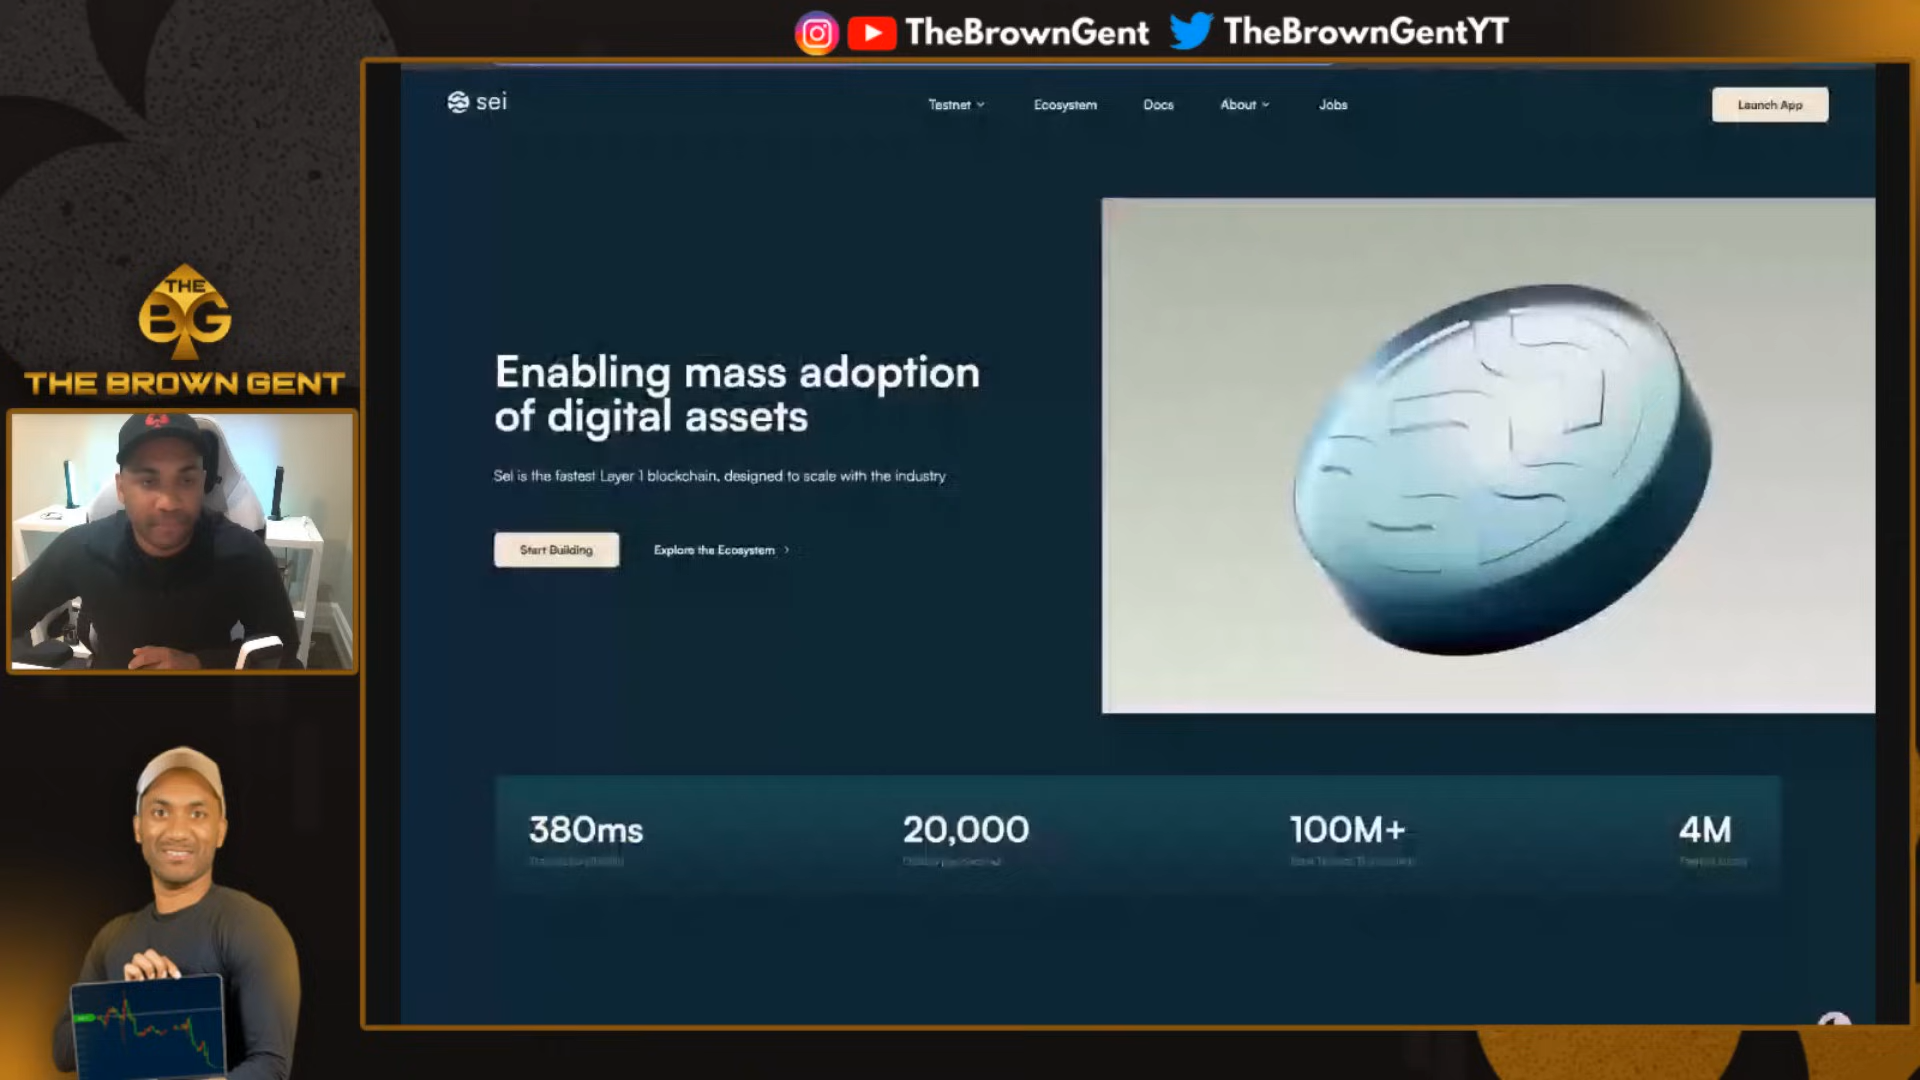 TheBrownGent TheBrownGentYT
sei
Testnet
Ecosystem
Docs
About
Jobs
Launch App
THE
BG
THE BROWN GENT
Enabling mass adoption
of digital assets
Sei is the fastest Layer 1 blockchain, designed to scale with the industry
Start Building
Explore the Ecosystem
380ms
20,000
100M+
4M